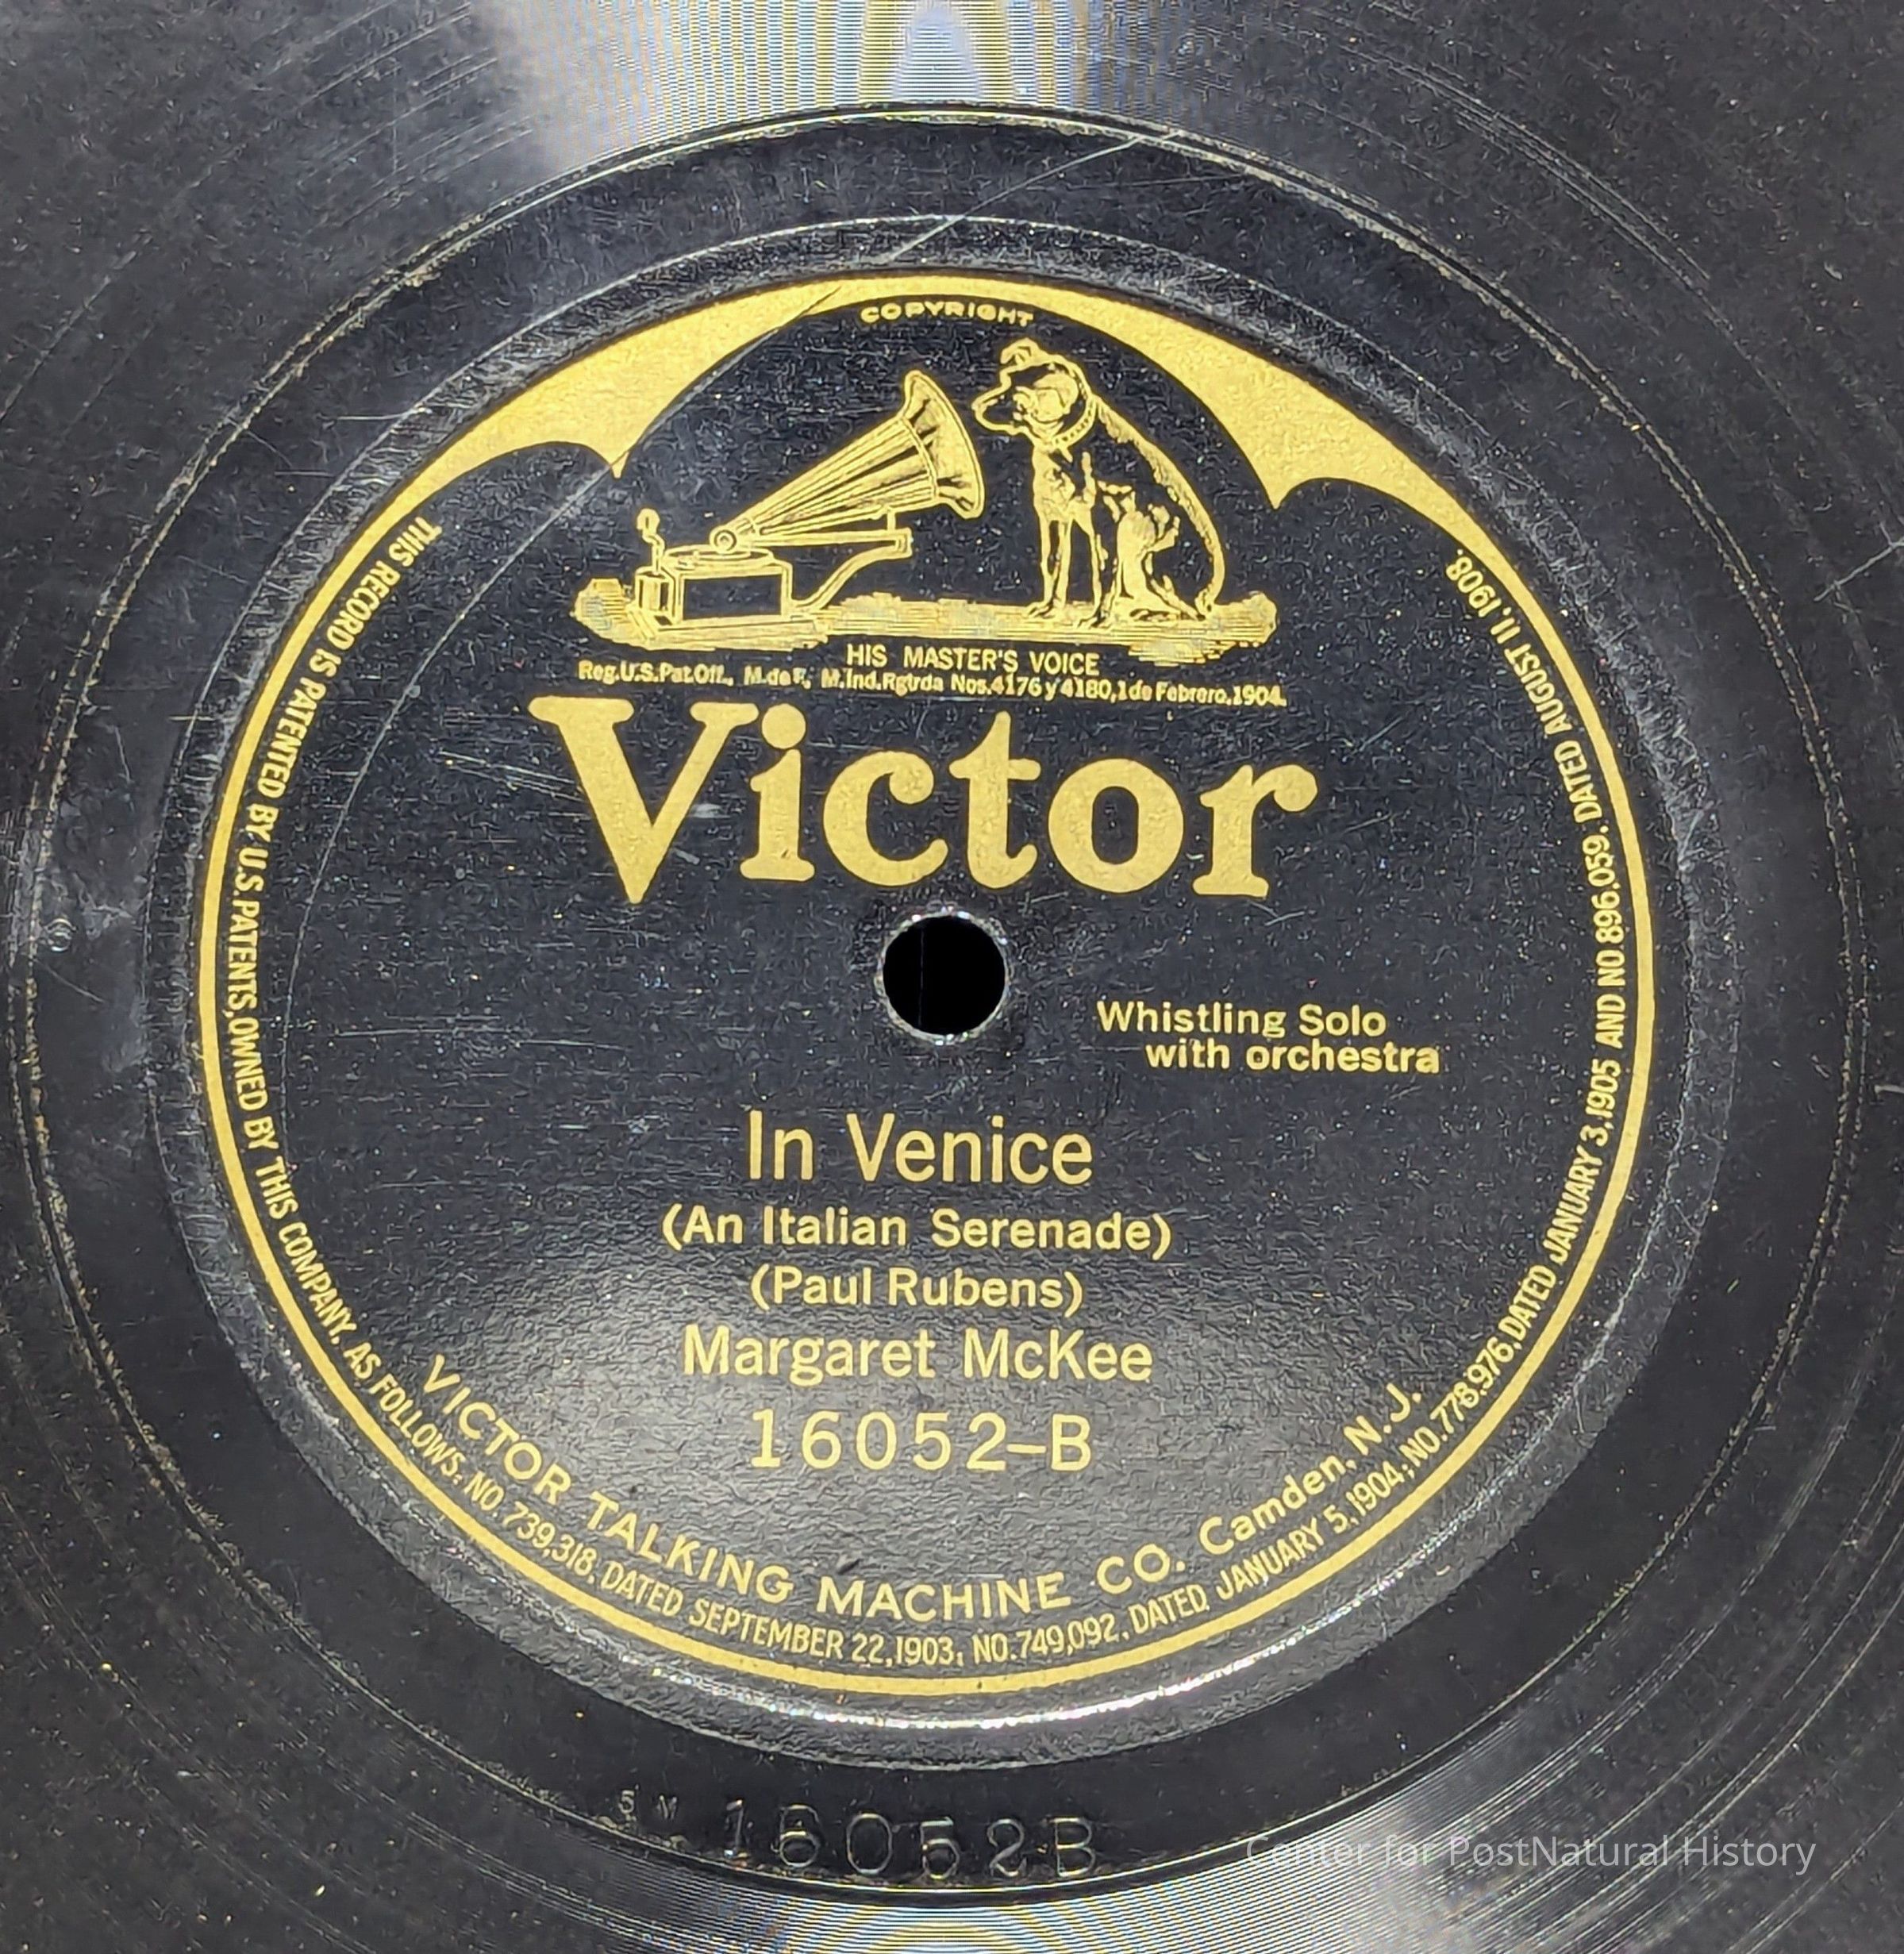 COPYRIGHT
HIS MASTER'S VOICE
Reg.U.S.Pat.Off., M.de F., M.Ind.Rgtrda Nos.4176 y 4180,1 de Febrero,1904.
Victor
Whistling Solo
with orchestra
In Venice
(An Italian Serenade)
(Paul Rubens)
Margaret McKee
16052-B
VICTOR TALKING MACHINE CO. Camden, N.J.
THIS RECORD IS PATENTED BY U.S. PATENTS, OWNED BY THIS COMPANY, AS FOLLOWS: NO. 739,318, DATED SEPTEMBER 22,1903; NO.749,092, DATED JANUARY 5,1904; NO.778,976, DATED JANUARY 3,1905 AND NO 896,059. DATED AUGUST 11, 1908.
16052B
Center for PostNatural History